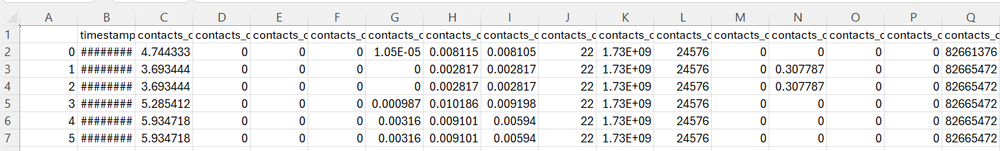 A B C D E F G H I J K L M N O P Q
1 timestamp contacts_c contacts_c contacts_c contacts_c contacts_c contacts_c contacts_c contacts_c contacts_c contacts_c contacts_c contacts_c contacts_c contacts_c contacts_c
2 0 ######## 4.744333 0 0 0 1.05E-05 0.008115 0.008105 22 1.73E+09 24576 0 0 0 0 82661376
3 1 ######## 3.693444 0 0 0 0 0.002817 0.002817 22 1.73E+09 24576 0 0.307787 0 0 82665472
4 2 ######## 3.693444 0 0 0 0 0.002817 0.002817 22 1.73E+09 24576 0 0.307787 0 0 82665472
5 3 ######## 5.285412 0 0 0 0.000987 0.010186 0.009198 22 1.73E+09 24576 0 0 0 0 82665472
6 4 ######## 5.934718 0 0 0 0.00316 0.009101 0.00594 22 1.73E+09 24576 0 0 0 0 82665472
7 5 ######## 5.934718 0 0 0 0.00316 0.009101 0.00594 22 1.73E+09 24576 0 0 0 0 82665472